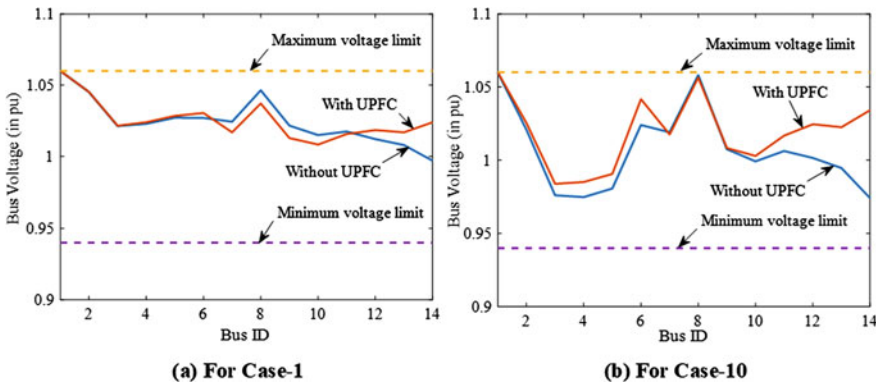 1.1
Maximum voltage limit
1.05
With UPFC
1
Without UPFC
Minimum voltage limit
0.95
0.9
2 4 6 8 10 12 14
Bus Voltage (in pu)
Bus ID
(a) For Case-1
1.1
Maximum voltage limit
1.05
With UPFC
1
Without UPFC
Minimum voltage limit
0.95
0.9
2 4 6 8 10 12 14
Bus Voltage (in pu)
Bus ID
(b) For Case-10